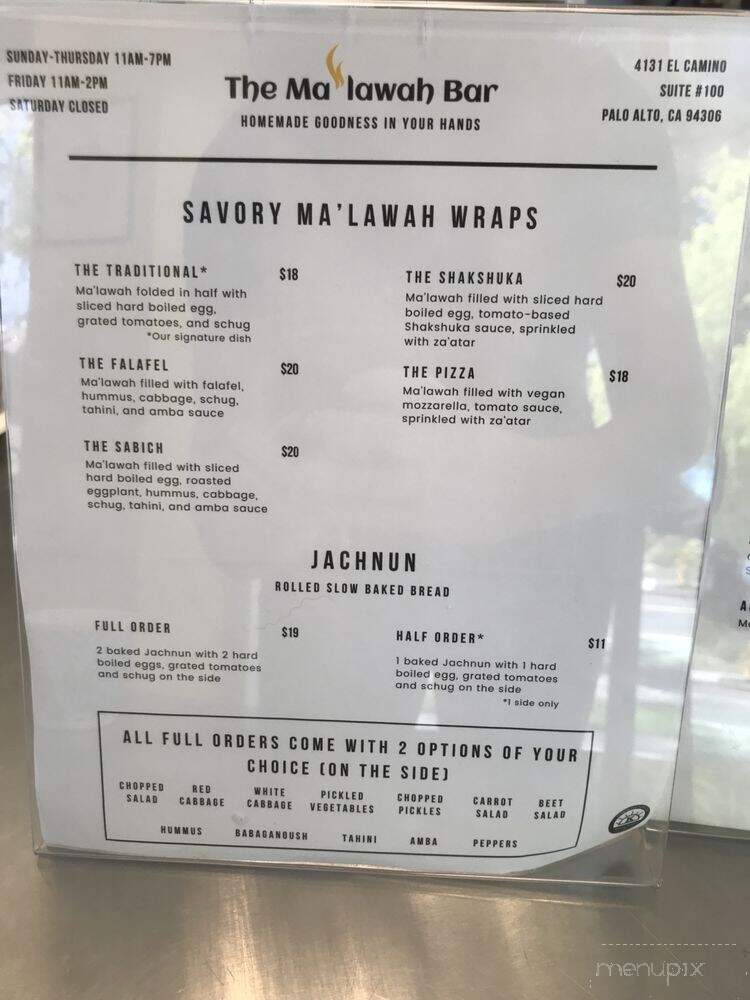 SUNDAY-THURSDAY 11AM-7PM
FRIDAY 11AM-2PM
SATURDAY CLOSED
The Ma'lawah Bar
HOMEMADE GOODNESS IN YOUR HANDS
4131 EL CAMINO
SUITE #100
PALO ALTO, CA 94306
SAVORY MA'LAWAH WRAPS
THE TRADITIONAL* $18
Ma'lawah folded in half with
sliced hard boiled egg,
grated tomatoes, and schug
*Our signature dish
THE FALAFEL $20
Ma'lawah filled with falafel,
hummus, cabbage, schug,
tahini, and amba sauce
THE SABICH $20
Ma'lawah filled with sliced
hard boiled egg, roasted
eggplant, hummus, cabbage,
schug, tahini, and amba sauce
THE SHAKSHUKA $20
Ma'lawah filled with sliced hard
boiled egg, tomato-based
Shakshuka sauce, sprinkled
with za'atar
THE PIZZA $18
Ma'lawah filled with vegan
mozzarella, tomato sauce,
sprinkled with za'atar
JACHNUN
ROLLED SLOW BAKED BREAD
FULL ORDER $19
2 baked Jachnun with 2 hard
boiled eggs, grated tomatoes
and schug on the side
HALF ORDER* $11
1 baked Jachnun with 1 hard
boiled egg, grated tomatoes
and schug on the side
*1 side only
ALL FULL ORDERS COME WITH 2 OPTIONS OF YOUR
CHOICE (ON THE SIDE)
CHOPPED SALAD
RED CABBAGE
WHITE CABBAGE
PICKLED VEGETABLES
CHOPPED PICKLES
CARROT SALAD
BEET SALAD
HUMMUS BABAGANOUSH TAHINI AMBA PEPPERS
menupix